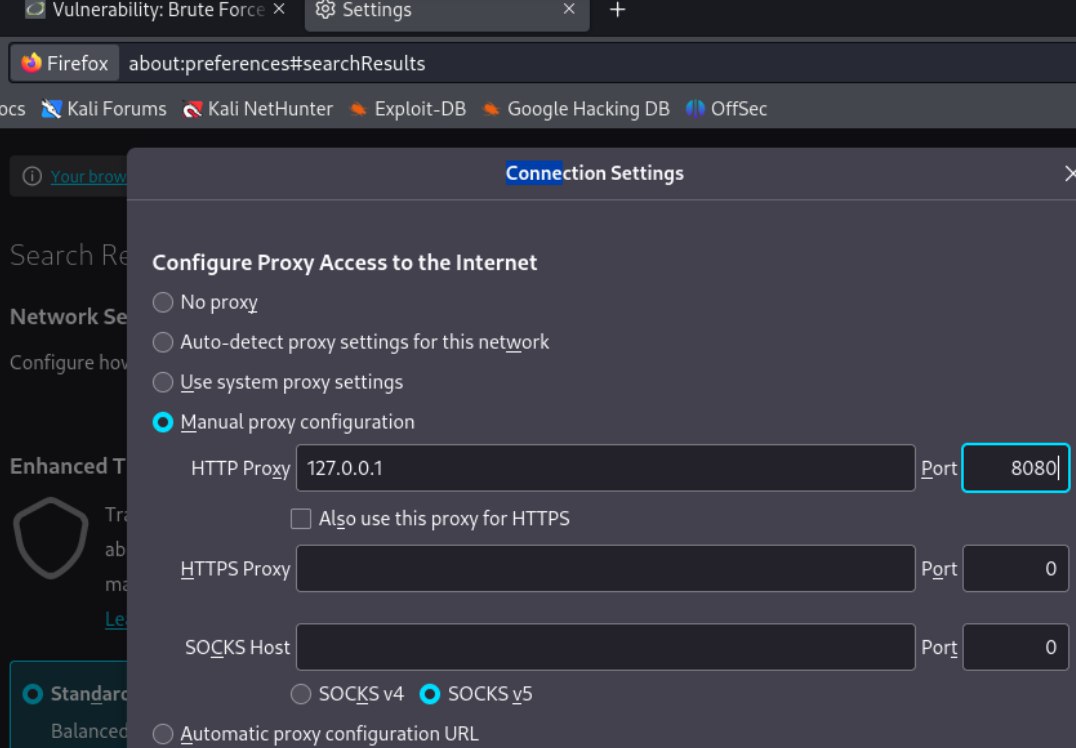 Vulnerability: Brute Force
Settings
Firefox about:preferences#searchResults
ocs Kali Forums Kali NetHunter Exploit-DB Google Hacking DB OffSec
Your brow
Connection Settings
Search Re
Configure Proxy Access to the Internet
No proxy
Network Se
Auto-detect proxy settings for this network
Configure how
Use system proxy settings
Manual proxy configuration
Enhanced T
HTTP Proxy 127.0.0.1 Port 8080
Tra
Also use this proxy for HTTPS
ab
HTTPS Proxy Port 0
ma
Lea
SOCKS Host Port 0
Standard
SOCKS v4 SOCKS v5
Balanced
Automatic proxy configuration URL